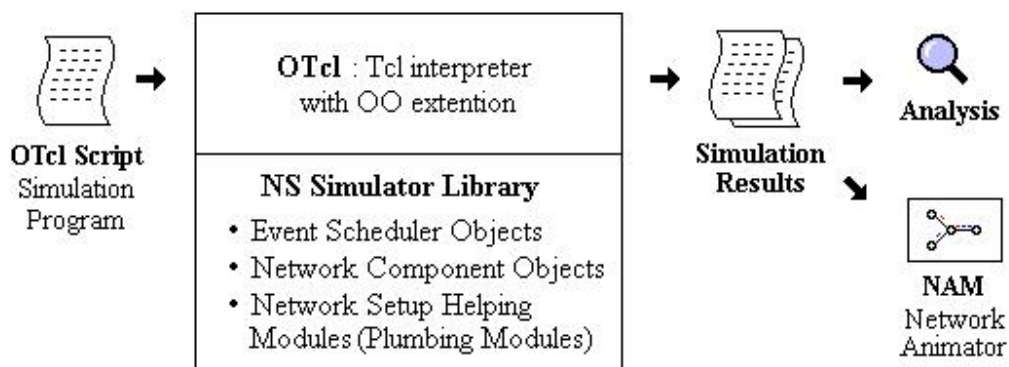 OTcl Script
Simulation
Program
OTcl : Tcl interpreter
with OO extention
NS Simulator Library
• Event Scheduler Objects
• Network Component Objects
• Network Setup Helping
Modules (Plumbing Modules)
Simulation
Results
Analysis
NAM
Network
Animator